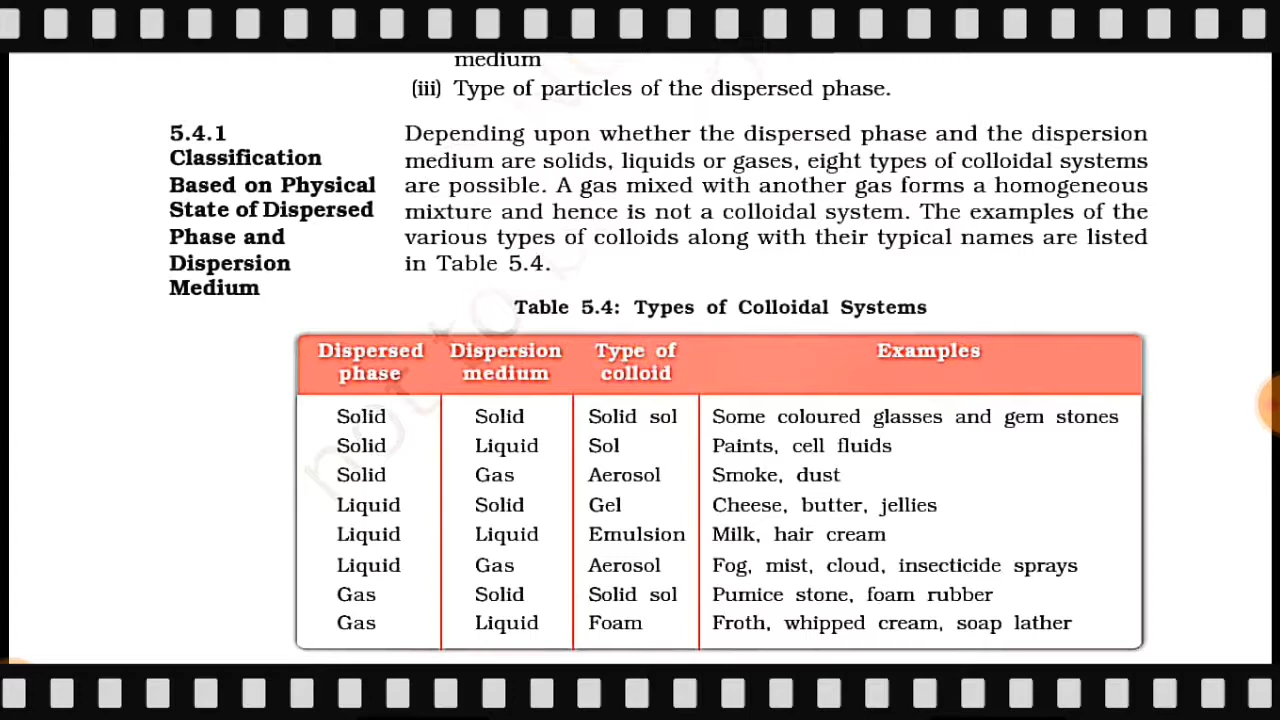 medium
(iii) Type of particles of the dispersed phase.
5.4.1
Classification
Based on Physical
State of Dispersed
Phase and
Dispersion
Medium
Depending upon whether the dispersed phase and the dispersion
medium are solids, liquids or gases, eight types of colloidal systems
are possible. A gas mixed with another gas forms a homogeneous
mixture and hence is not a colloidal system. The examples of the
various types of colloids along with their typical names are listed
in Table 5.4.
Table 5.4: Types of Colloidal Systems
Dispersed phase Dispersion medium Type of colloid Examples
Solid Solid Solid sol Some coloured glasses and gem stones
Solid Liquid Sol Paints, cell fluids
Solid Gas Aerosol Smoke, dust
Liquid Solid Gel Cheese, butter, jellies
Liquid Liquid Emulsion Milk, hair cream
Liquid Gas Aerosol Fog, mist, cloud, insecticide sprays
Gas Solid Solid sol Pumice stone, foam rubber
Gas Liquid Foam Froth, whipped cream, soap lather